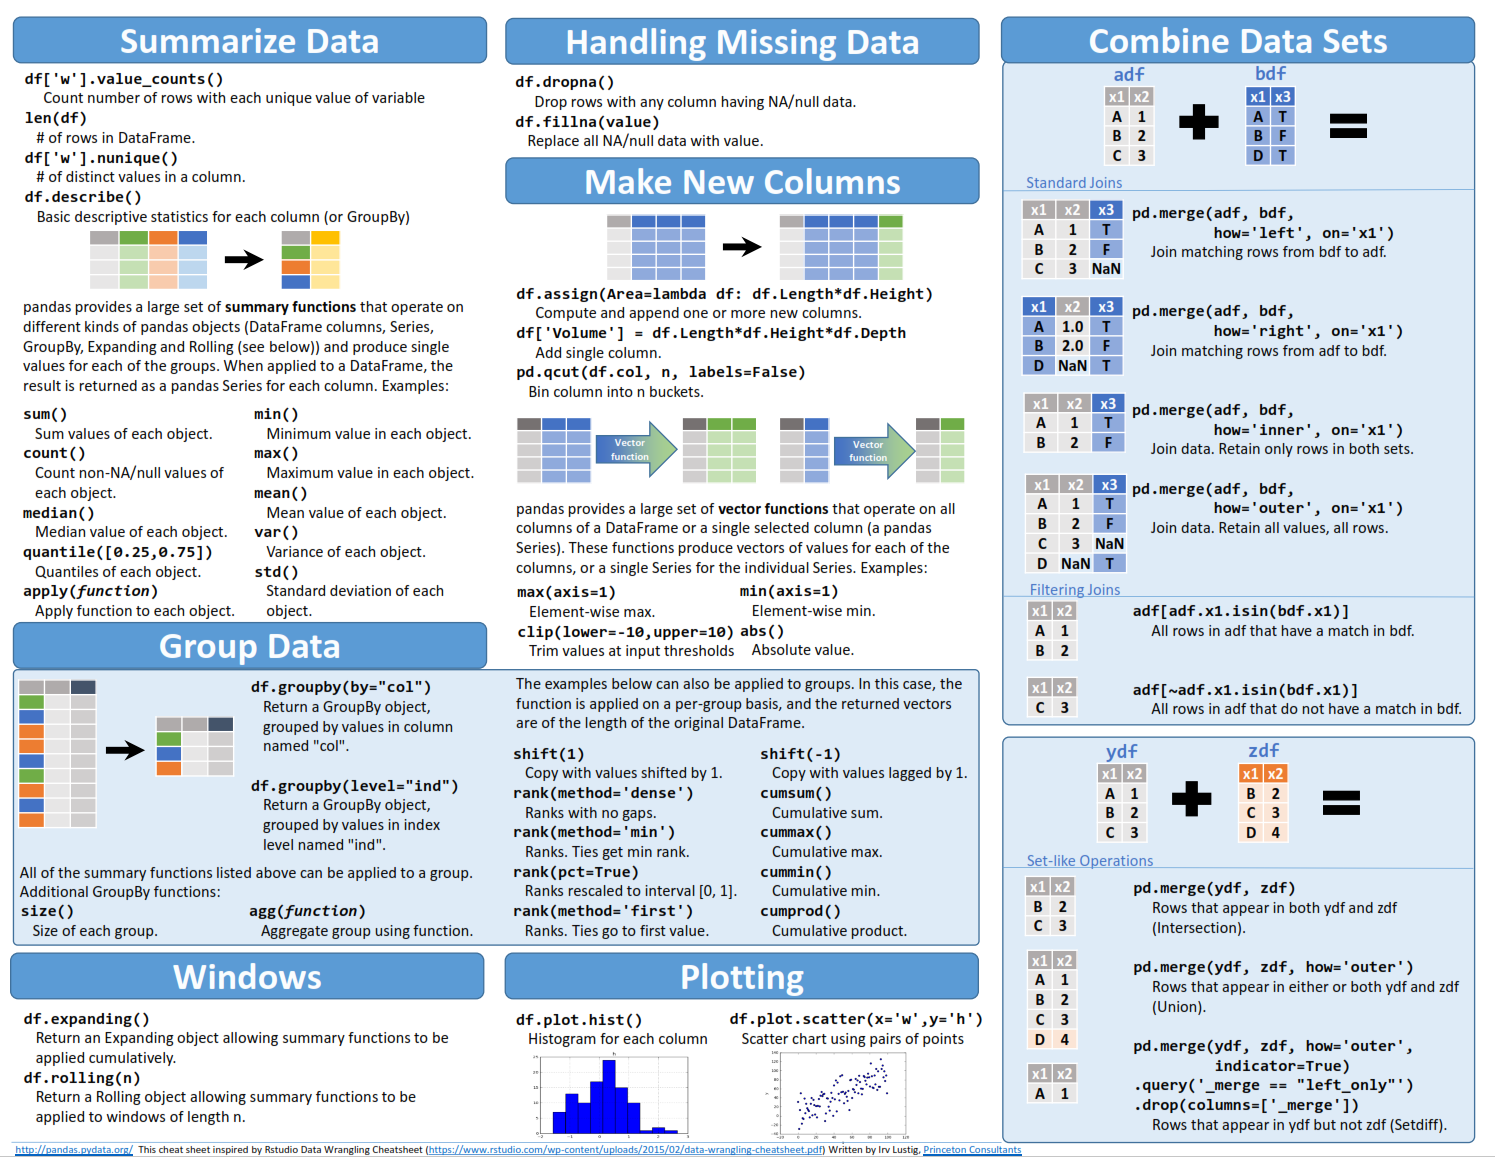 Summarize Data
df['w'].value_counts()
Count number of rows with each unique value of variable
len(df)
# of rows in DataFrame.
df['w'].nunique()
# of distinct values in a column.
df.describe()
Basic descriptive statistics for each column (or GroupBy)
pandas provides a large set of summary functions that operate on
different kinds of pandas objects (DataFrame columns, Series,
GroupBy, Expanding and Rolling (see below)) and produce single
values for each of the groups. When applied to a DataFrame, the
result is returned as a pandas Series for each column. Examples:
sum()
Sum values of each object.
count()
Count non-NA/null values of
each object.
median()
Median value of each object.
quantile([0.25,0.75])
Quantiles of each object.
apply(function)
Apply function to each object.
min()
Minimum value in each object.
max()
Maximum value in each object.
mean()
Mean value of each object.
var()
Variance of each object.
std()
Standard deviation of each
object.
Group Data
df.groupby(by="col")
Return a GroupBy object,
grouped by values in column
named "col".
df.groupby(level="ind")
Return a GroupBy object,
grouped by values in index
level named "ind".
All of the summary functions listed above can be applied to a group.
Additional GroupBy functions:
size()
Size of each group.
agg(function)
Aggregate group using function.
Windows
df.expanding()
Return an Expanding object allowing summary functions to be
applied cumulatively.
df.rolling(n)
Return a Rolling object allowing summary functions to be
applied to windows of length n.
Handling Missing Data
df.dropna()
Drop rows with any column having NA/null data.
df.fillna(value)
Replace all NA/null data with value.
Make New Columns
df.assign(Area=lambda df: df.Length*df.Height)
Compute and append one or more new columns.
df['Volume'] = df.Length*df.Height*df.Depth
Add single column.
pd.qcut(df.col, n, labels=False)
Bin column into n buckets.
Vector
function
Vector
function
pandas provides a large set of vector functions that operate on all
columns of a DataFrame or a single selected column (a pandas
Series). These functions produce vectors of values for each of the
columns, or a single Series for the individual Series. Examples:
max(axis=1)
Element-wise max.
clip(lower=-10,upper=10)
Trim values at input thresholds
min(axis=1)
Element-wise min.
abs()
Absolute value.
The examples below can also be applied to groups. In this case, the
function is applied on a per-group basis, and the returned vectors
are of the length of the original DataFrame.
shift(1)
Copy with values shifted by 1.
rank(method='dense')
Ranks with no gaps.
rank(method='min')
Ranks. Ties get min rank.
rank(pct=True)
Ranks rescaled to interval [0, 1].
rank(method='first')
Ranks. Ties go to first value.
shift(-1)
Copy with values lagged by 1.
cumsum()
Cumulative sum.
cummax()
Cumulative max.
cummin()
Cumulative min.
cumprod()
Cumulative product.
Plotting
df.plot.hist()
Histogram for each column
df.plot.scatter(x='w',y='h')
Scatter chart using pairs of points
Combine Data Sets
adf
x1 x2
A 1
B 2
C 3
bdf
x1 x3
A T
B F
D T
Standard Joins
x1 x2 x3
A 1 T
B 2 F
C 3 NaN
pd.merge(adf, bdf,
how='left', on='x1')
Join matching rows from bdf to adf.
x1 x2 x3
A 1.0 T
B 2.0 F
D NaN T
pd.merge(adf, bdf,
how='right', on='x1')
Join matching rows from adf to bdf.
x1 x2 x3
A 1 T
B 2 F
pd.merge(adf, bdf,
how='inner', on='x1')
Join data. Retain only rows in both sets.
x1 x2 x3
A 1 T
B 2 F
C 3 NaN
D NaN T
pd.merge(adf, bdf,
how='outer', on='x1')
Join data. Retain all values, all rows.
Filtering Joins
x1 x2
A 1
B 2
adf[adf.x1.isin(bdf.x1)]
All rows in adf that have a match in bdf.
x1 x2
C 3
adf[~adf.x1.isin(bdf.x1)]
All rows in adf that do not have a match in bdf.
ydf
x1 x2
A 1
B 2
C 3
zdf
x1 x2
B 2
C 3
D 4
Set-like Operations
x1 x2
B 2
C 3
pd.merge(ydf, zdf)
Rows that appear in both ydf and zdf
(Intersection).
x1 x2
A 1
B 2
C 3
D 4
pd.merge(ydf, zdf, how='outer')
Rows that appear in either or both ydf and zdf
(Union).
x1 x2
A 1
pd.merge(ydf, zdf, how='outer',
indicator=True)
.query('_merge == "left_only"')
.drop(columns=['_merge'])
Rows that appear in ydf but not zdf (Setdiff).
http://pandas.pydata.org/ This cheat sheet inspired by Rstudio Data Wrangling Cheatsheet (https://www.rstudio.com/wp-content/uploads/2015/02/data-wrangling-cheatsheet.pdf) Written by Irv Lustig, Princeton Consultants